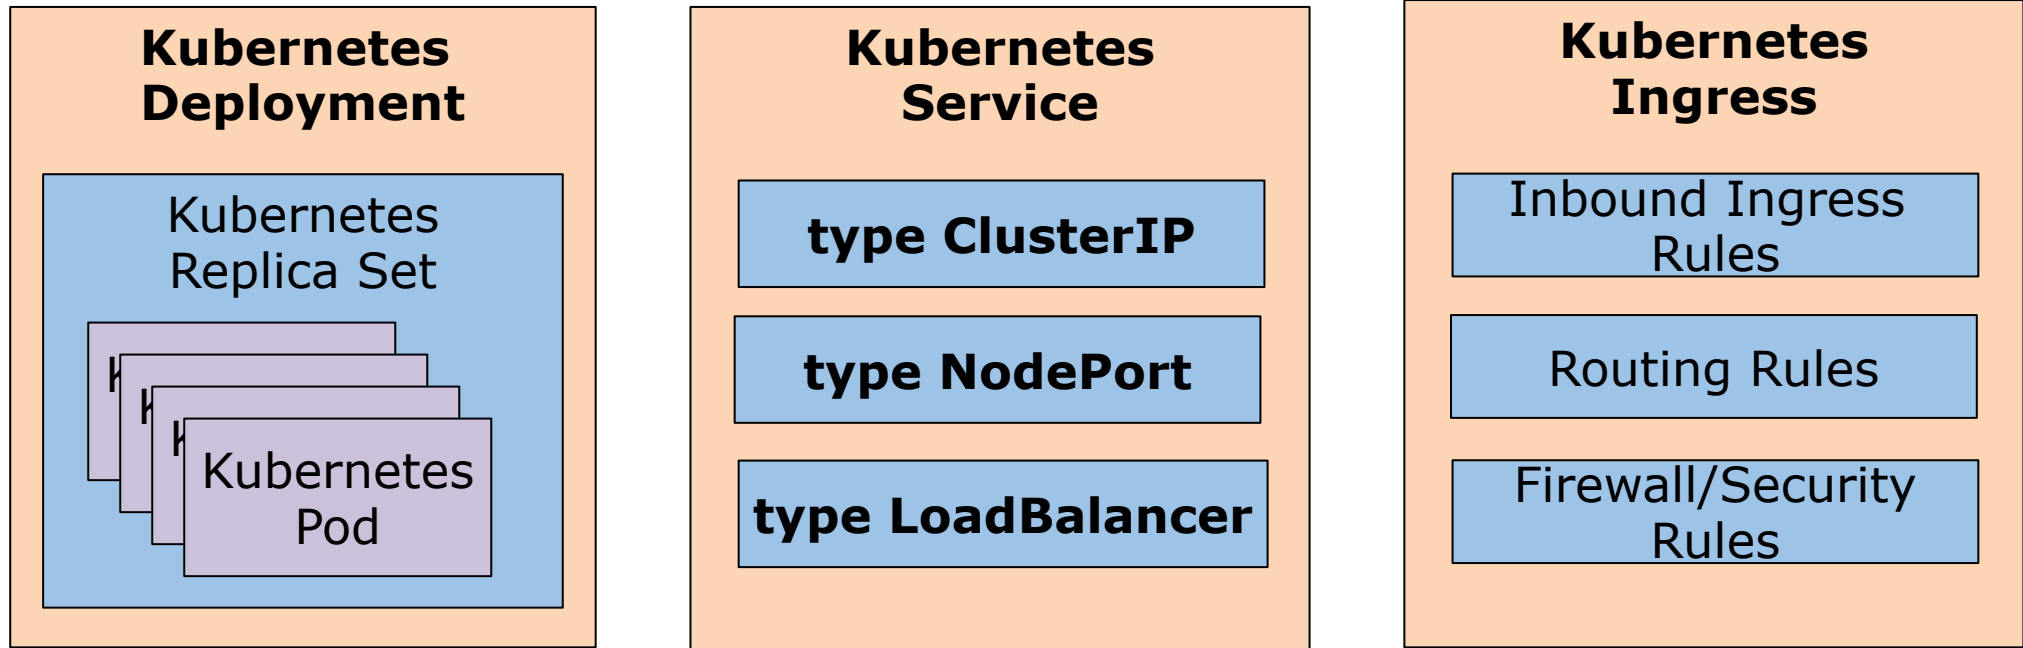 Kubernetes
Deployment
Kubernetes
Replica Set
K
K
K
Kubernetes
Pod
Kubernetes
Service
type ClusterIP
type NodePort
type LoadBalancer
Kubernetes
Ingress
Inbound Ingress
Rules
Routing Rules
Firewall/Security
Rules